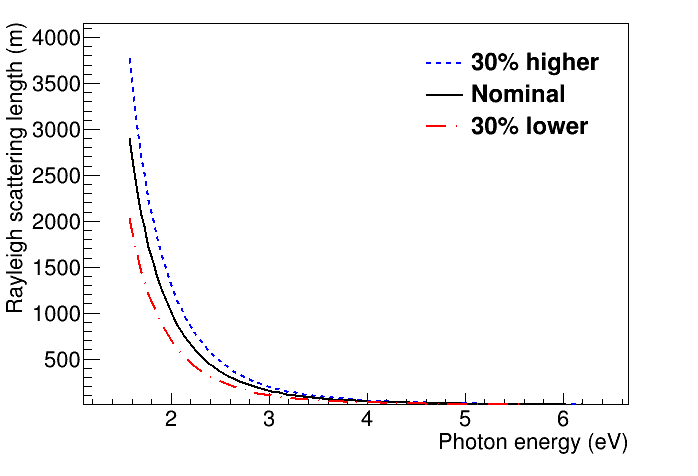 Rayleigh scattering length (m)
4000
3500
3000
2500
2000
1500
1000
500
30% higher
Nominal
30% lower
2 3 4 5 6
Photon energy (eV)